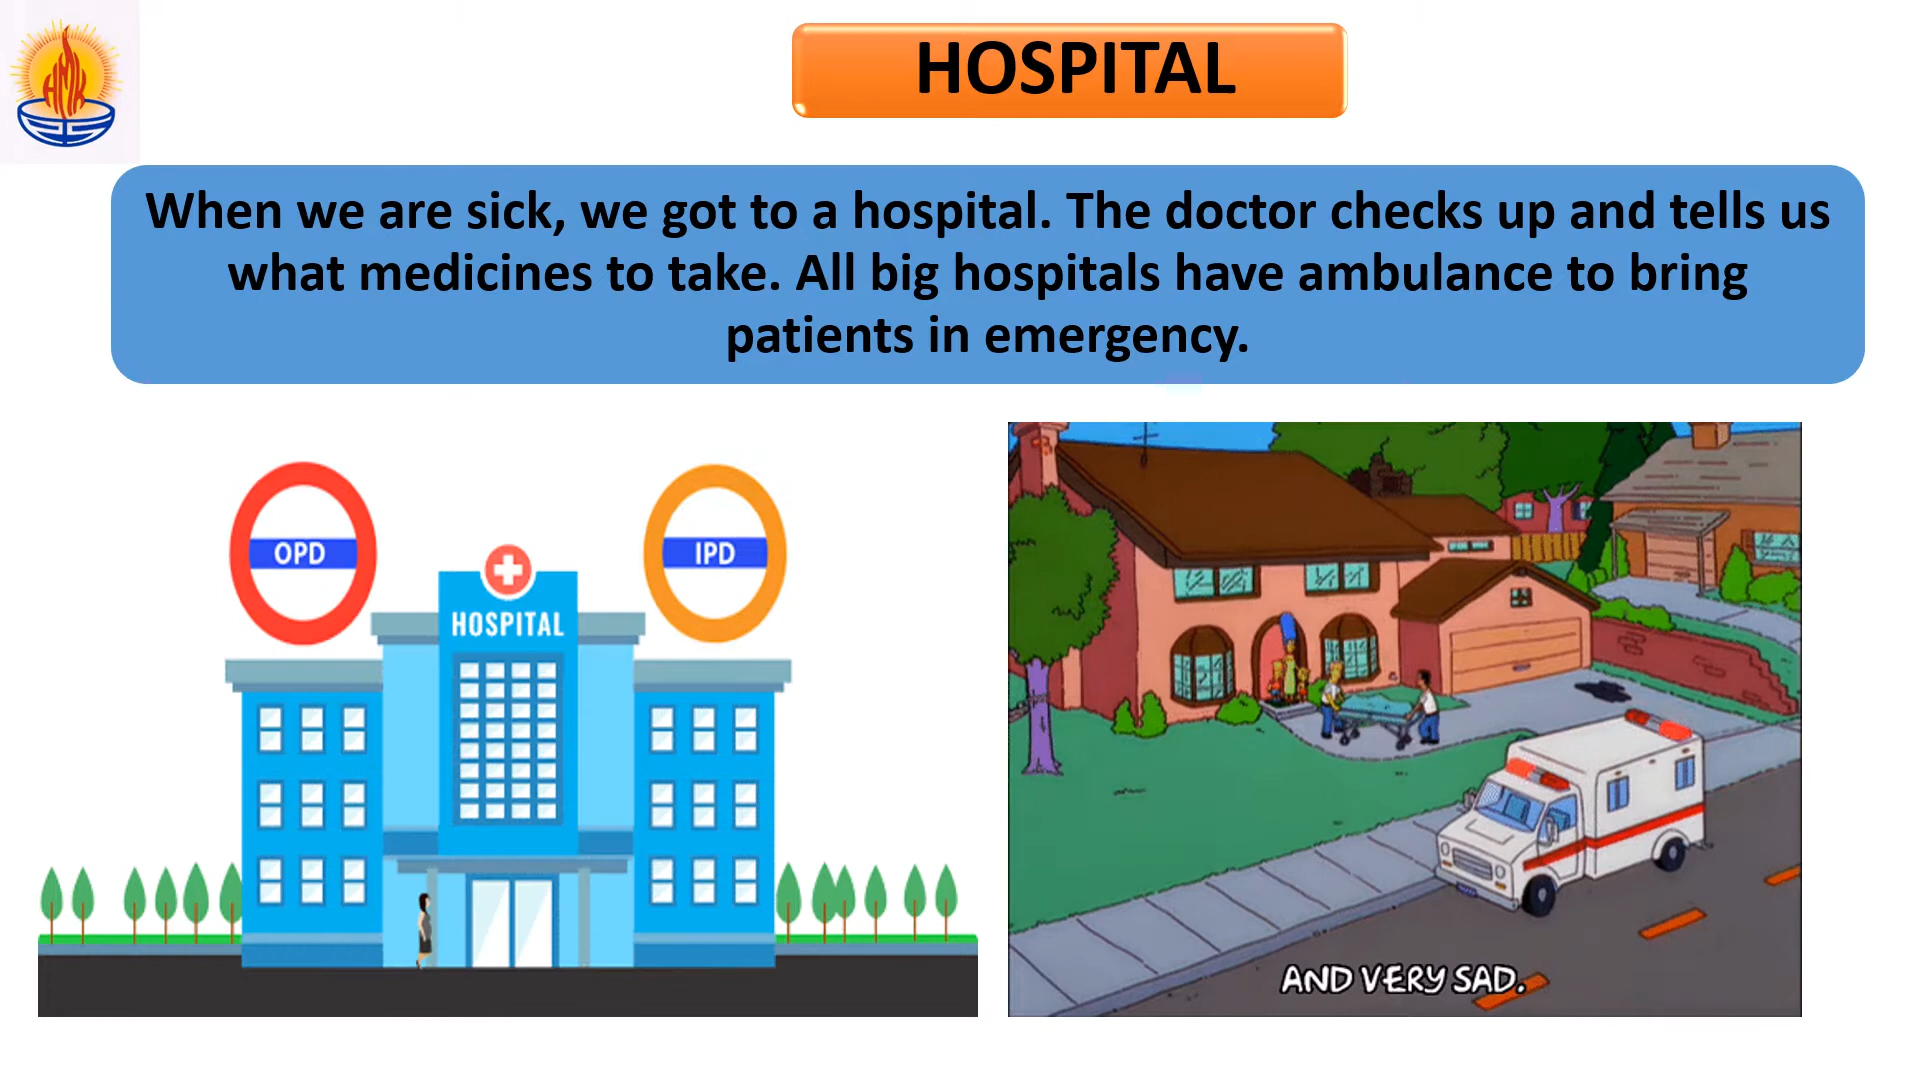 HMK
HOSPITAL
When we are sick, we got to a hospital. The doctor checks up and tells us
what medicines to take. All big hospitals have ambulance to bring
patients in emergency.
OPD
IPD
HOSPITAL
AND VERY SAD.